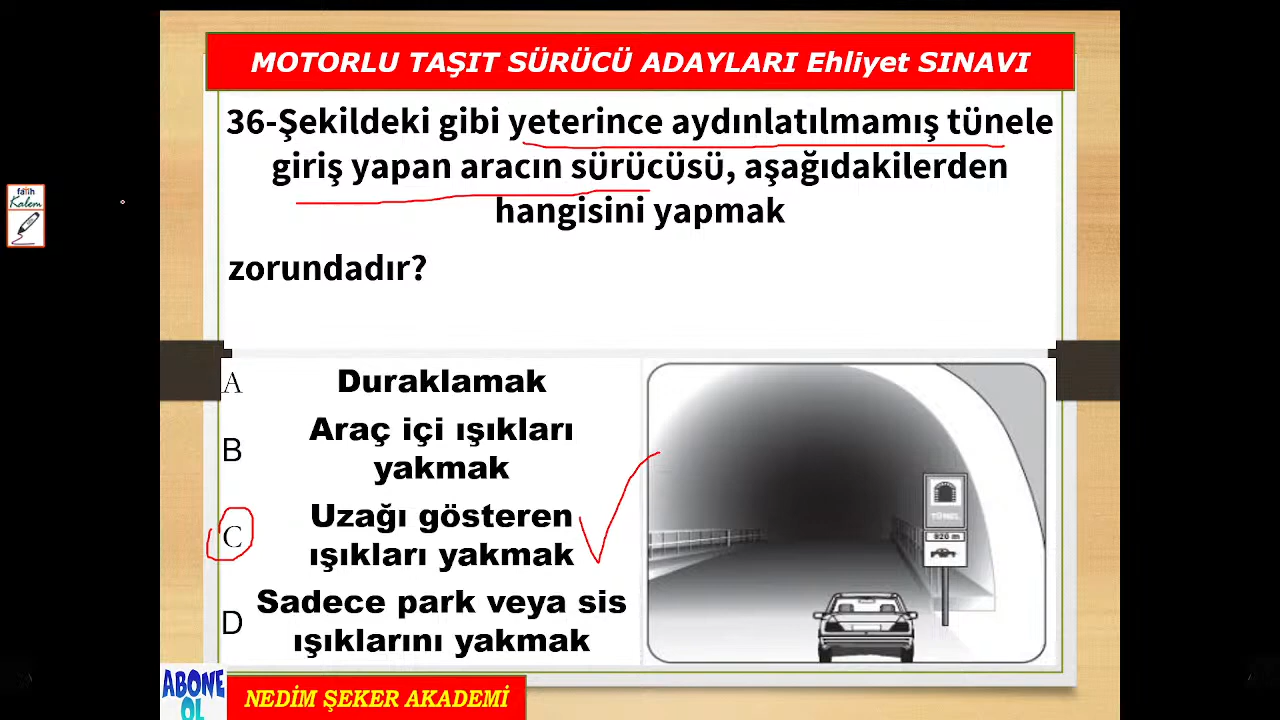 MOTORLU TAŞIT SÜRÜCÜ ADAYLARI Ehliyet SINAVI
36-Şekildeki gibi yeterince aydınlatılmamış tünele
giriş yapan aracın sürücüsü, aşağıdakilerden
hangisini yapmak
zorundadır?
fatih
Kalem
A Duraklamak
B Araç içi ışıkları
yakmak
C Uzağı gösteren
ışıkları yakmak
D Sadece park veya sis
ışıklarını yakmak
TÜNEL
820 m
ABONE
OL
NEDİM ŞEKER AKADEMİ